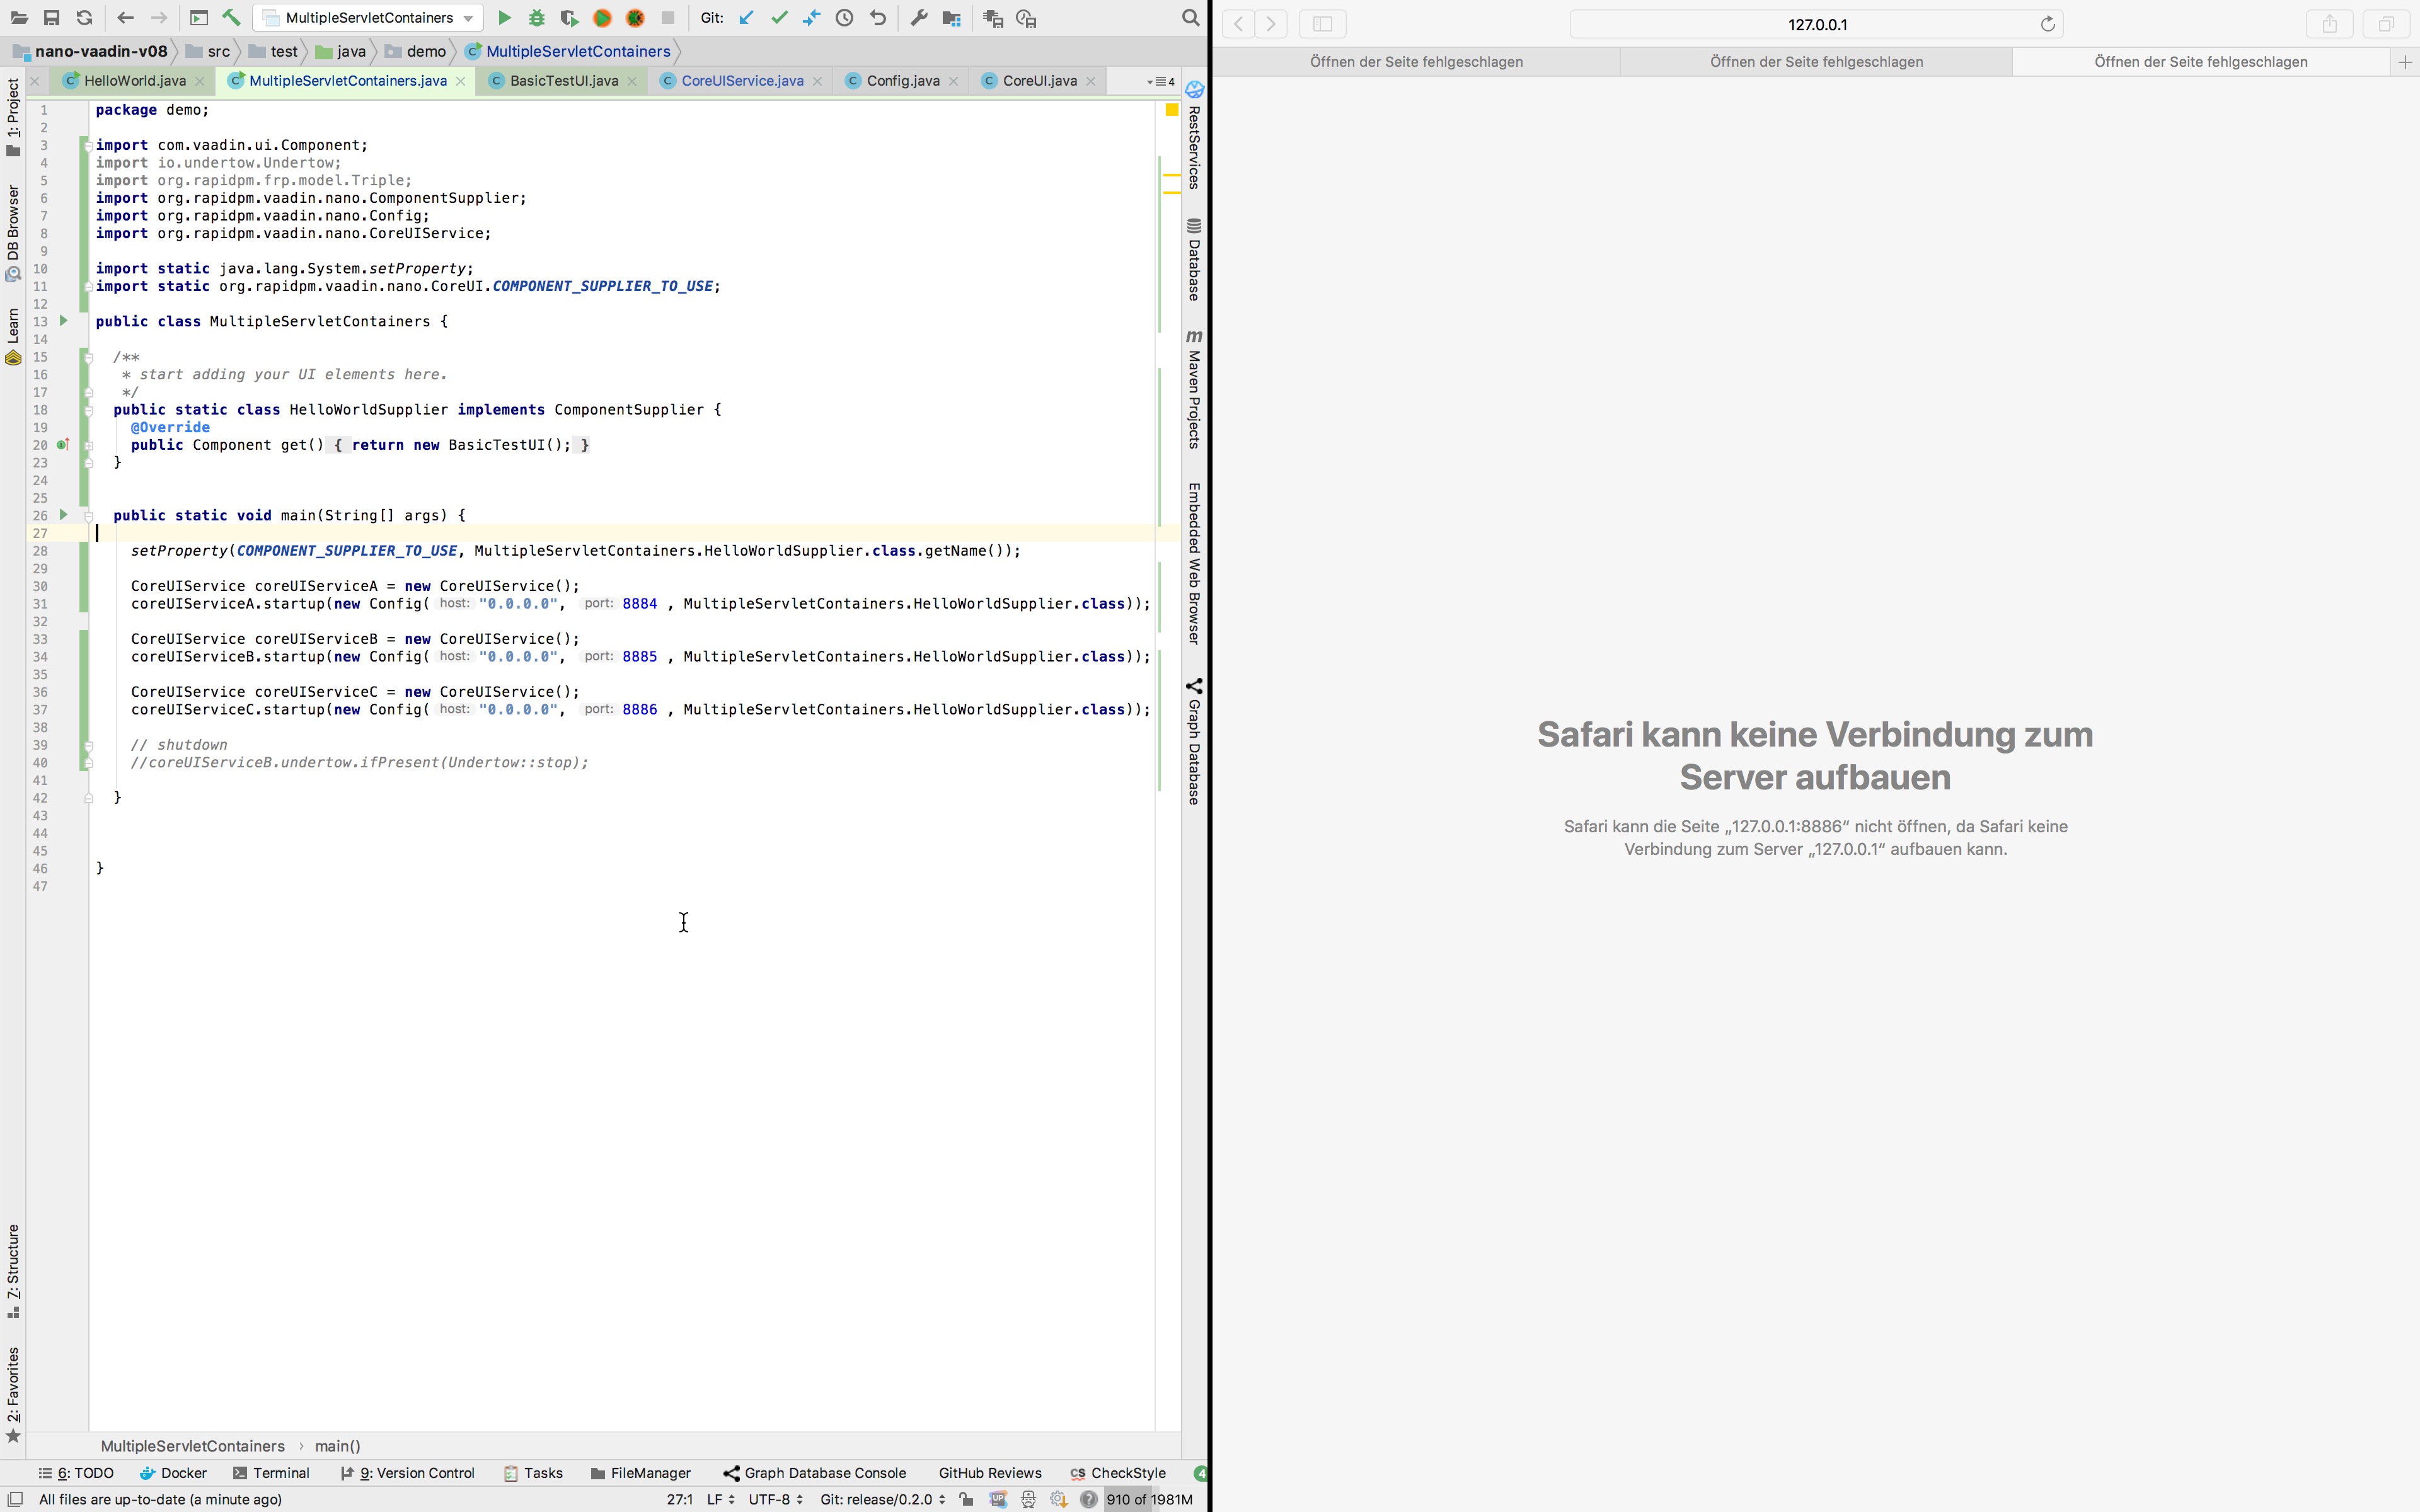 MultipleServletContainers
Git:
nano-vaadin-v08 src test java demo MultipleServletContainers
HelloWorld.java MultipleServletContainers.java BasicTestUI.java CoreUIService.java Config.java CoreUI.java 4
1: Project
DB Browser
Learn
7: Structure
2: Favorites
1 package demo;
2
3 import com.vaadin.ui.Component;
4 import io.undertow.Undertow;
5 import org.rapidpm.frp.model.Triple;
6 import org.rapidpm.vaadin.nano.ComponentSupplier;
7 import org.rapidpm.vaadin.nano.Config;
8 import org.rapidpm.vaadin.nano.CoreUIService;
9
10 import static java.lang.System.setProperty;
11 import static org.rapidpm.vaadin.nano.CoreUI.COMPONENT_SUPPLIER_TO_USE;
12
13 public class MultipleServletContainers {
14
15 /**
16 * start adding your UI elements here.
17 */
18 public static class HelloWorldSupplier implements ComponentSupplier {
19 @Override
20 public Component get() { return new BasicTestUI(); }
23 }
24
25
26 public static void main(String[] args) {
27
28 setProperty(COMPONENT_SUPPLIER_TO_USE, MultipleServletContainers.HelloWorldSupplier.class.getName());
29
30 CoreUIService coreUIServiceA = new CoreUIService();
31 coreUIServiceA.startup(new Config( host: "0.0.0.0", port: 8884 , MultipleServletContainers.HelloWorldSupplier.class));
32
33 CoreUIService coreUIServiceB = new CoreUIService();
34 coreUIServiceB.startup(new Config( host: "0.0.0.0", port: 8885 , MultipleServletContainers.HelloWorldSupplier.class));
35
36 CoreUIService coreUIServiceC = new CoreUIService();
37 coreUIServiceC.startup(new Config( host: "0.0.0.0", port: 8886 , MultipleServletContainers.HelloWorldSupplier.class));
38
39 // shutdown
40 //coreUIServiceB.undertow.ifPresent(Undertow::stop);
41
42 }
43
44
45
46 }
47
RestServices
Database
m Maven Projects
Embedded Web Browser
Graph Database
MultipleServletContainers › main()
6: TODO Docker Terminal 9: Version Control Tasks FileManager Graph Database Console GitHub Reviews CS CheckStyle 4
All files are up-to-date (a minute ago) 27:1 LF UTF-8 Git: release/0.2.0 UP 910 of 1981M
127.0.0.1
Öffnen der Seite fehlgeschlagen Öffnen der Seite fehlgeschlagen Öffnen der Seite fehlgeschlagen
Safari kann keine Verbindung zum
Server aufbauen
Safari kann die Seite „127.0.0.1:8886“ nicht öffnen, da Safari keine
Verbindung zum Server „127.0.0.1“ aufbauen kann.